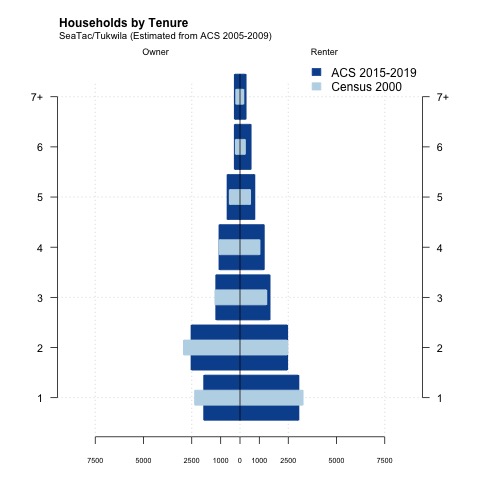 Households by Tenure
SeaTac/Tukwila (Estimated from ACS 2005-2009)
Owner
Renter
ACS 2015-2019
Census 2000
7+ 7+
6 6
5 5
4 4
3 3
2 2
1 1
7500 5000 2500 1000 0 1000 2500 5000 7500